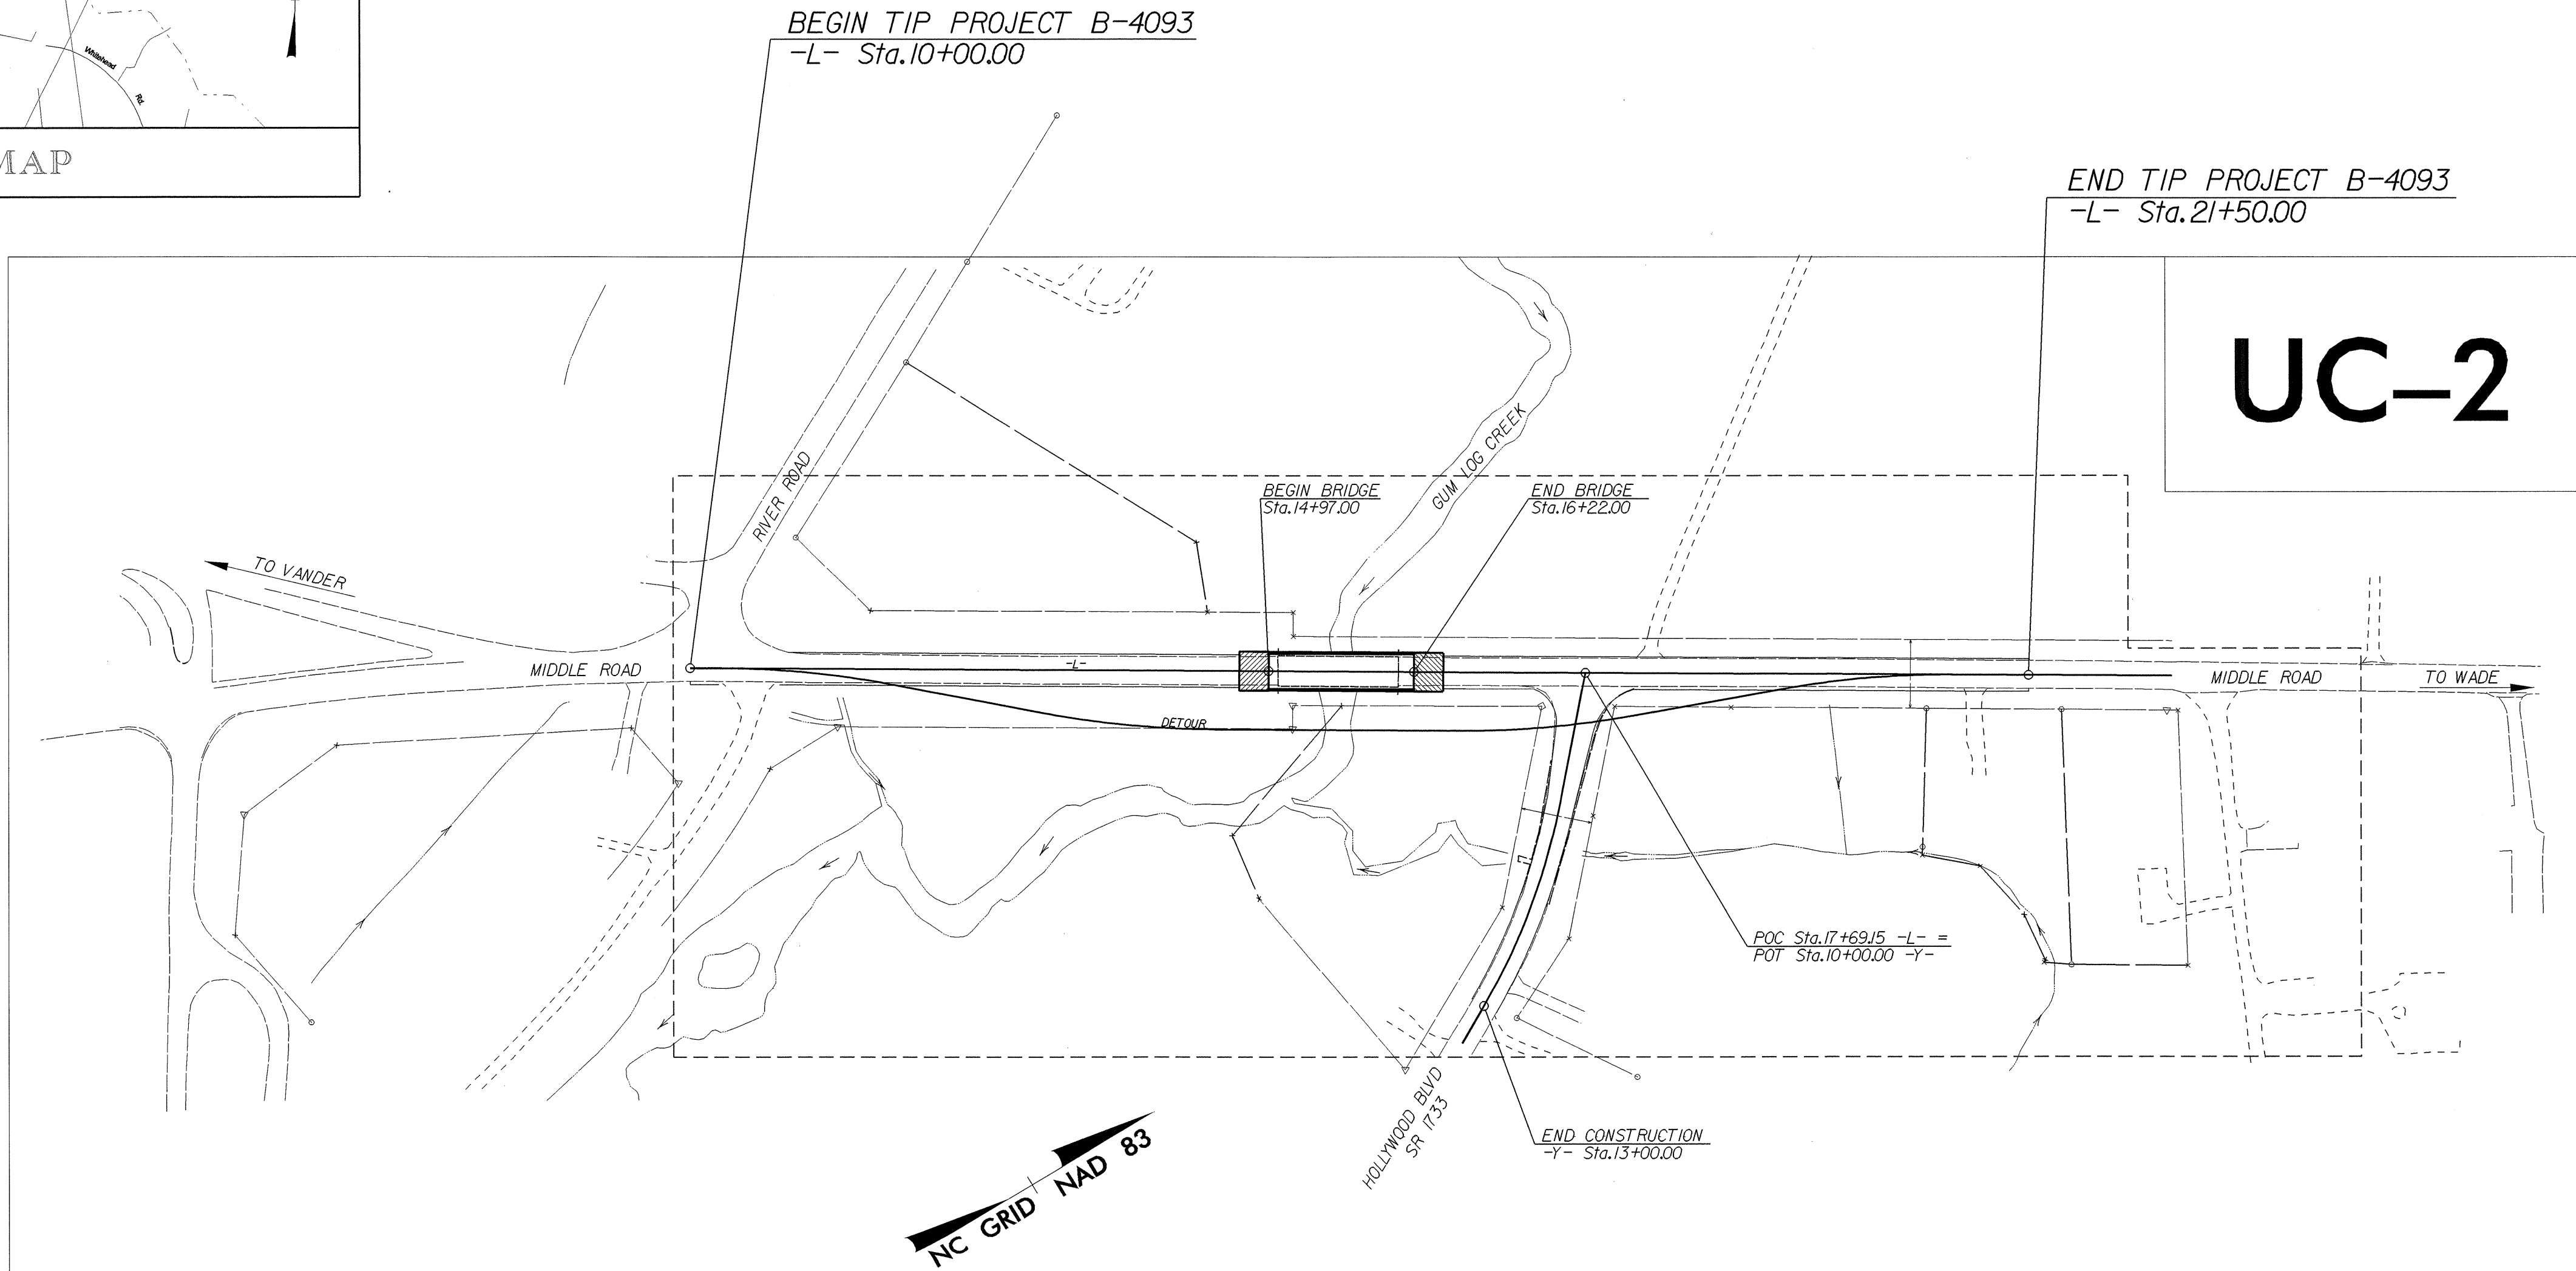 BEGIN TIP PROJECT B-4093
-L- Sta.10+00.00
Whitehead
Rd.
MAP
END TIP PROJECT B-4093
-L- Sta.21+50.00
UC-2
RIVER ROAD
GUM LOG CREEK
BEGIN BRIDGE
Sta.14+97.00
END BRIDGE
Sta.16+22.00
TO VANDER
MIDDLE ROAD
-L-
MIDDLE ROAD
TO WADE
DETOUR
POC Sta.17+69.15 -L- =
POT Sta.10+00.00 -Y-
HOLLYWOOD BLVD
SR 1733
END CONSTRUCTION
-Y- Sta.13+00.00
NC GRID NAD 83